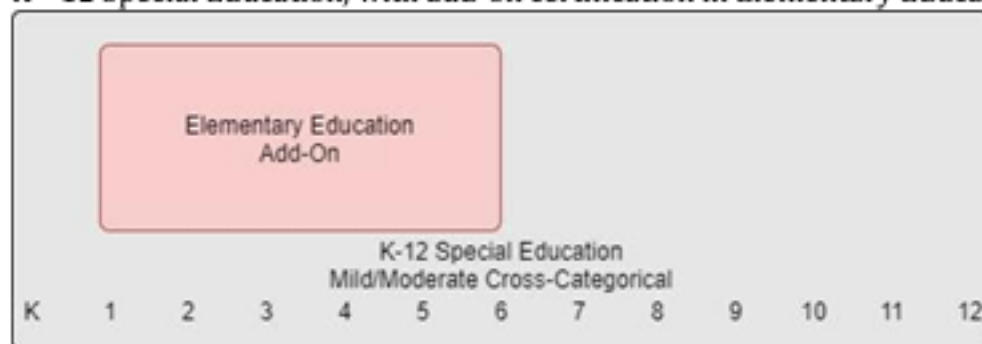 Elementary Education
Add-On
K-12 Special Education
Mild/Moderate Cross-Categorical
K 1 2 3 4 5 6 7 8 9 10 11 12